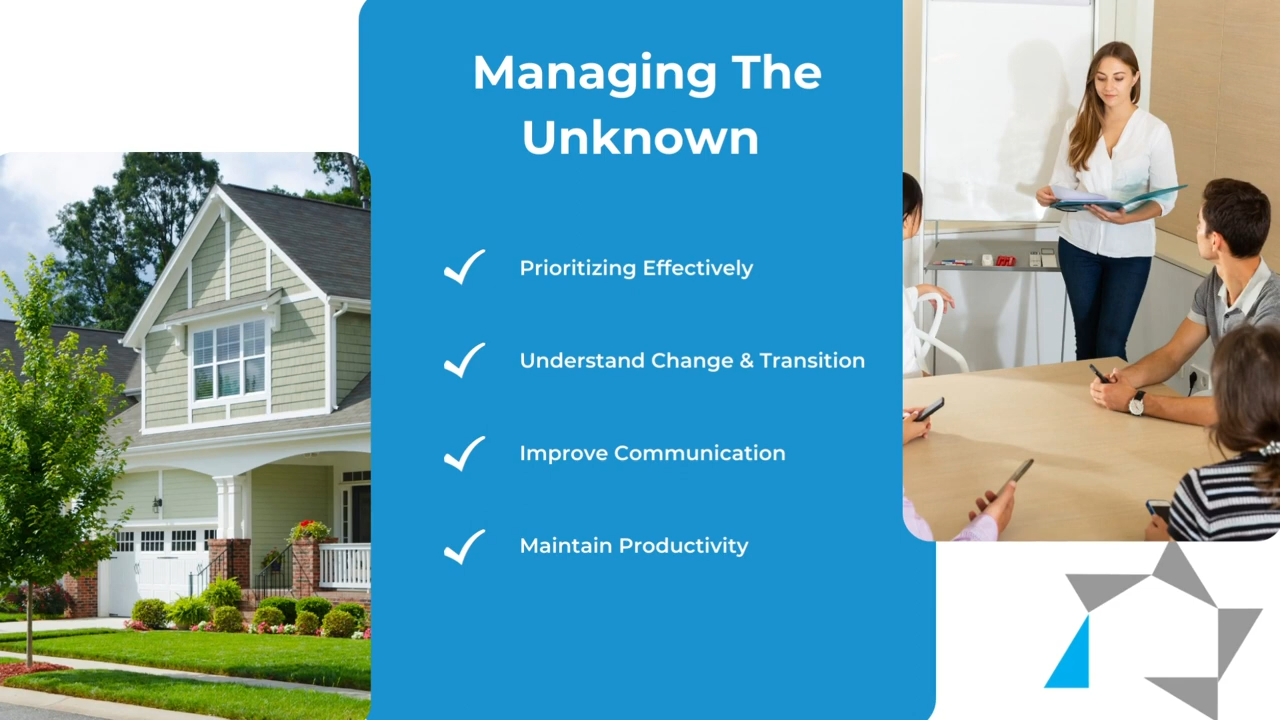 Managing The
Unknown
Prioritizing Effectively
Understand Change & Transition
Improve Communication
Maintain Productivity